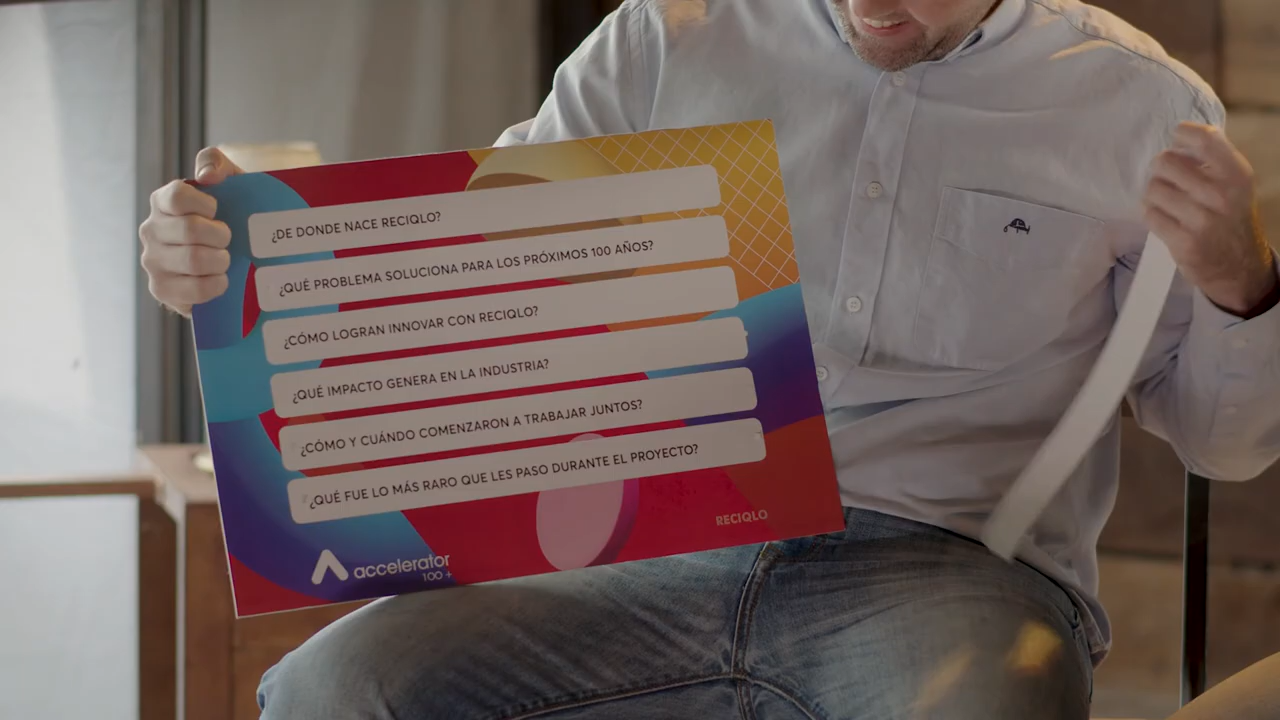 ¿DE DONDE NACE RECIQLO?
¿QUÉ PROBLEMA SOLUCIONA PARA LOS PRÓXIMOS 100 AÑOS?
¿CÓMO LOGRAN INNOVAR CON RECIQLO?
¿QUÉ IMPACTO GENERA EN LA INDUSTRIA?
¿CÓMO Y CUÁNDO COMENZARON A TRABAJAR JUNTOS?
¿QUÉ FUE LO MÁS RARO QUE LES PASO DURANTE EL PROYECTO?
RECIQLO
accelerator
100 +